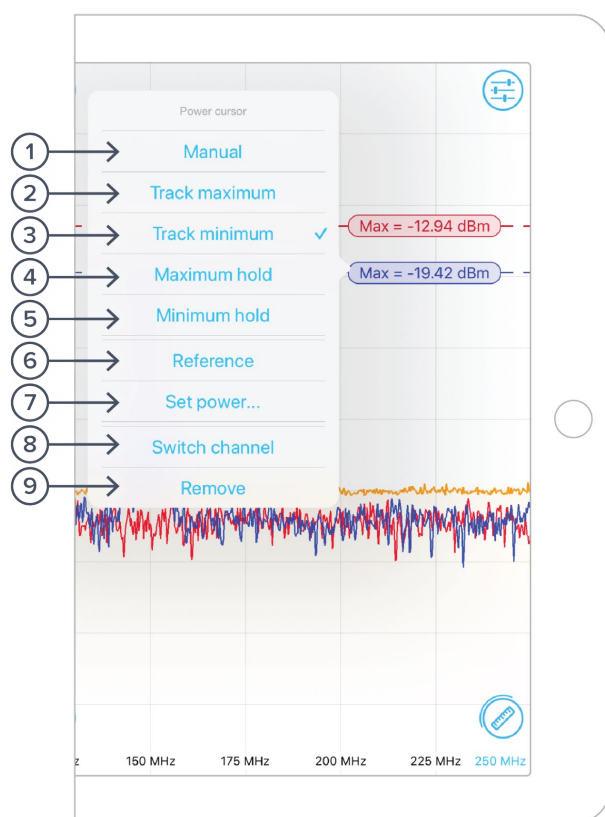 Power cursor
1 Manual
2 Track maximum
3 Track minimum
Max = -12.94 dBm
4 Maximum hold
Max = -19.42 dBm
5 Minimum hold
6 Reference
7 Set power...
8 Switch channel
9 Remove
z 150 MHz 175 MHz 200 MHz 225 MHz 250 MHz